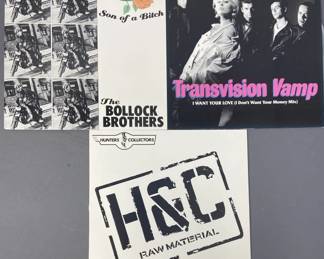 Son of a Bitch
The
BOLLOCK
BROTHERS
Transvision Vamp
I WANT YOUR LOVE (I Don't Want Your Money Mix)
HUNTERS & COLLECTORS
H&C
RAW MATERIAL